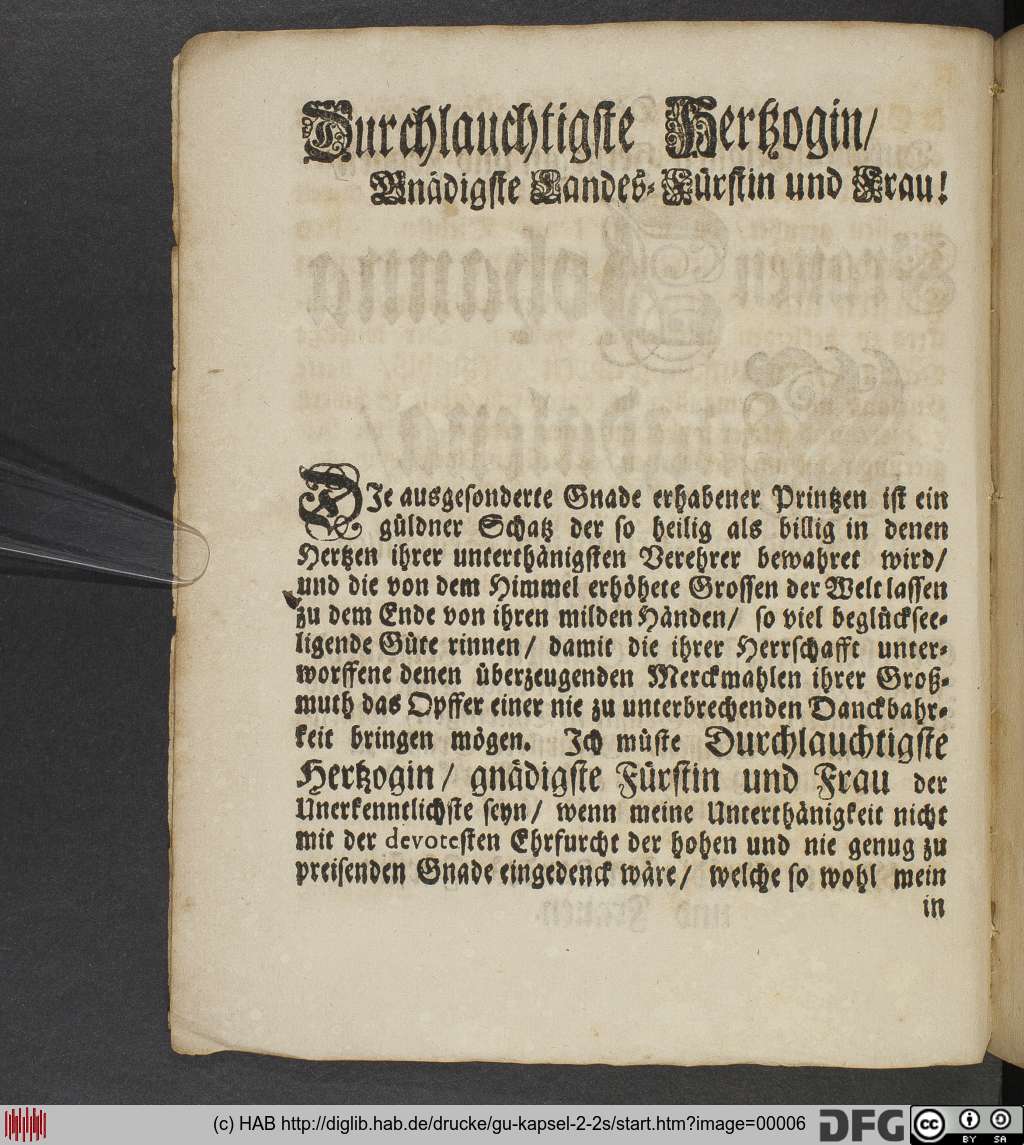 Durchlauchtigste Hertzogin/
Gnädigste Landes-Fürstin und Frau!
DIe ausgesonderte Gnade erhabener Printzen ist ein
güldner Schatz der so heilig als billig in denen
Hertzen ihrer unterthänigsten Verehrer bewahret wird/
und die von dem Himmel erhöhete Grossen der Welt lassen
zu dem Ende von ihren milden Händen/ so viel beglücksee-
ligende Güte rinnen/ damit die ihrer Herrschafft unter-
worffene denen überzeugenden Merckmahlen ihrer Groß-
muth das Opffer einer nie zu unterbrechenden Danckbahr-
keit bringen mögen. Ich müste Durchlauchtigste
Hertzogin/ gnädigste Fürstin und Frau der
Unerkenntlichste seyn/ wenn meine Unterthänigkeit nicht
mit der devotesten Ehrfurcht der hohen und nie genug zu
preisenden Gnade eingedenck wäre/ welche so wohl mein
in
(c) HAB http://diglib.hab.de/drucke/gu-kapsel-2-2s/start.htm?image=00006
DFG
cc
BY SA